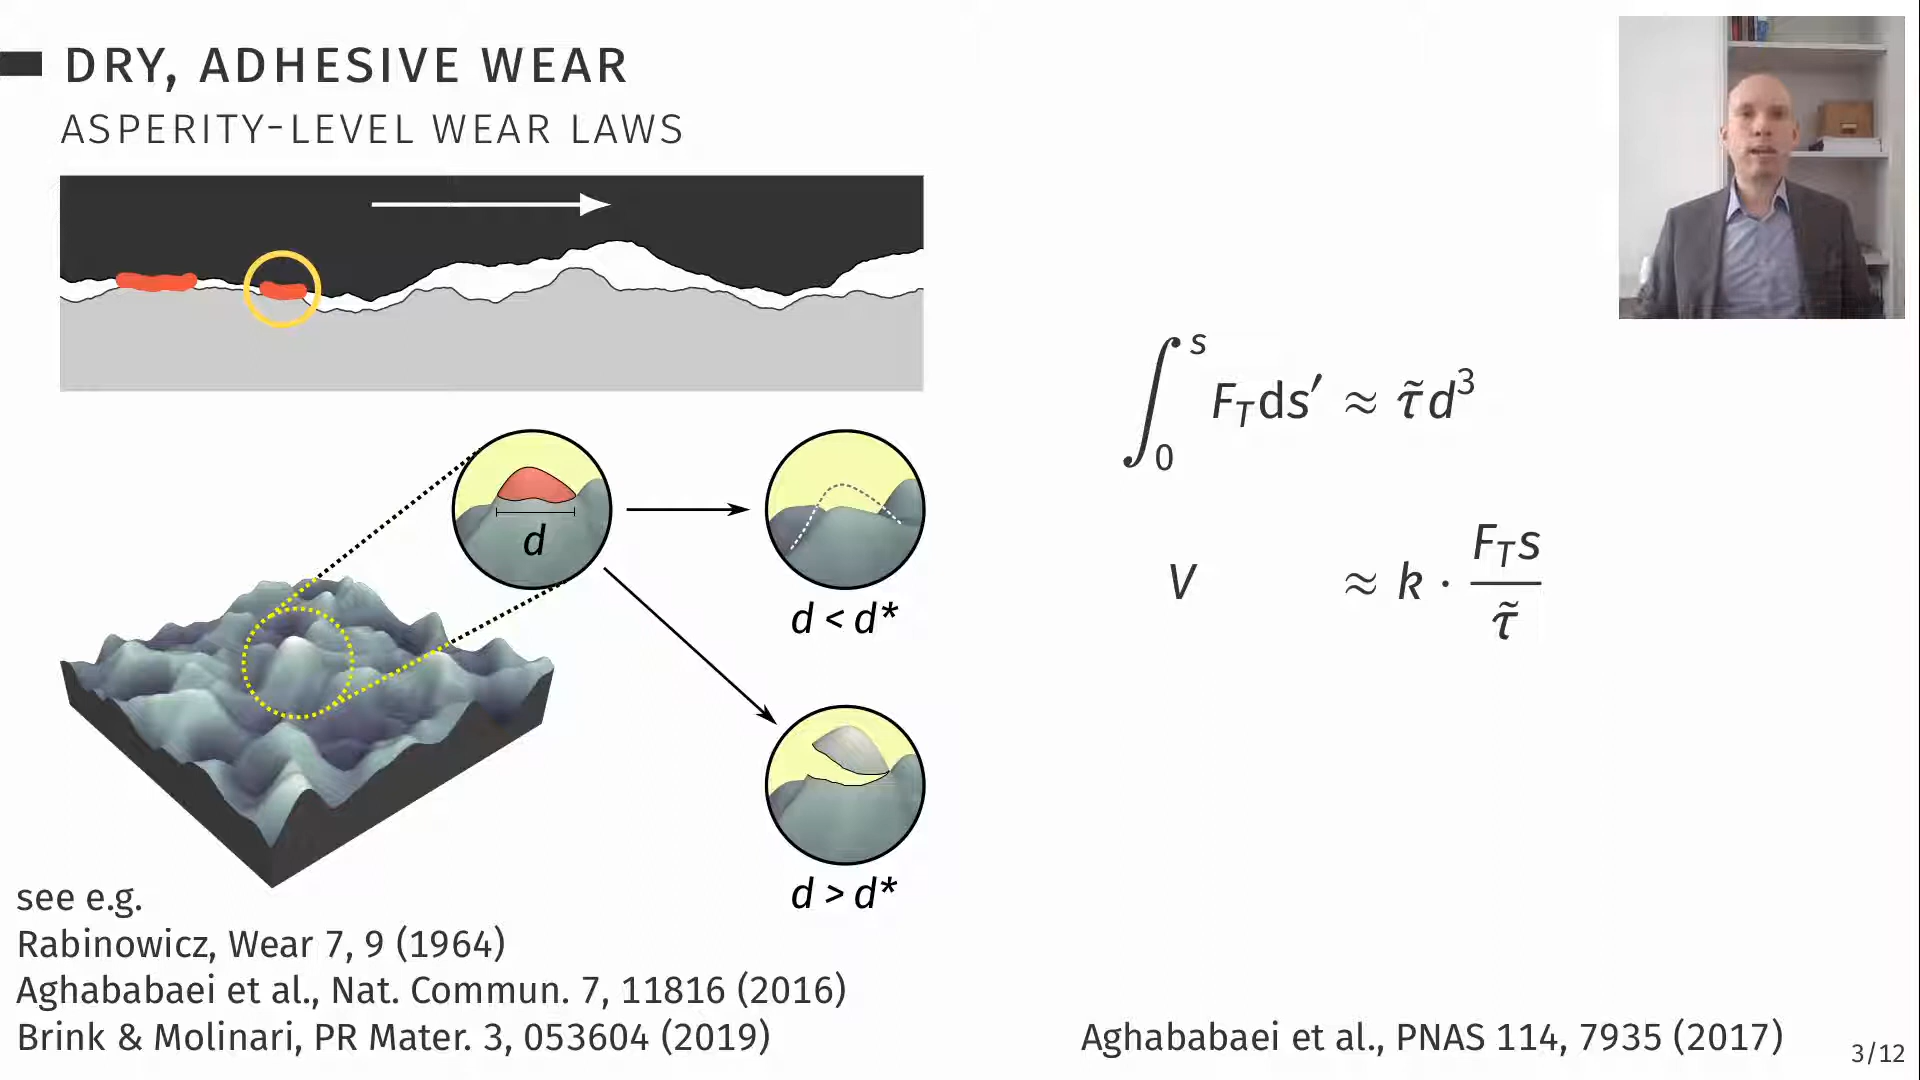 DRY, ADHESIVE WEAR
ASPERITY-LEVEL WEAR LAWS
d
d < d*
d > d*
∫₀ˢ F_T ds′ ≈ τ̃ d³
V ≈ k · F_T s / τ̃
see e.g.
Rabinowicz, Wear 7, 9 (1964)
Aghababaei et al., Nat. Commun. 7, 11816 (2016)
Brink & Molinari, PR Mater. 3, 053604 (2019)
Aghababaei et al., PNAS 114, 7935 (2017)
3/12